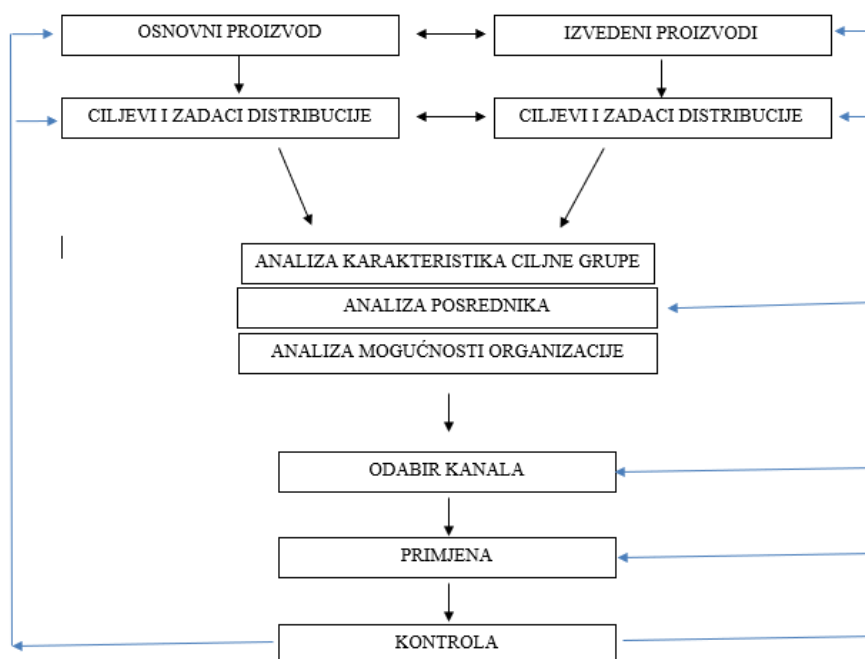 OSNOVNI PROIZVOD
IZVEDENI PROIZVODI
CILJEVI I ZADACI DISTRIBUCIJE
CILJEVI I ZADACI DISTRIBUCIJE
ANALIZA KARAKTERISTIKA CILJNE GRUPE
ANALIZA POSREDNIKA
ANALIZA MOGUĆNOSTI ORGANIZACIJE
ODABIR KANALA
PRIMJENA
KONTROLA